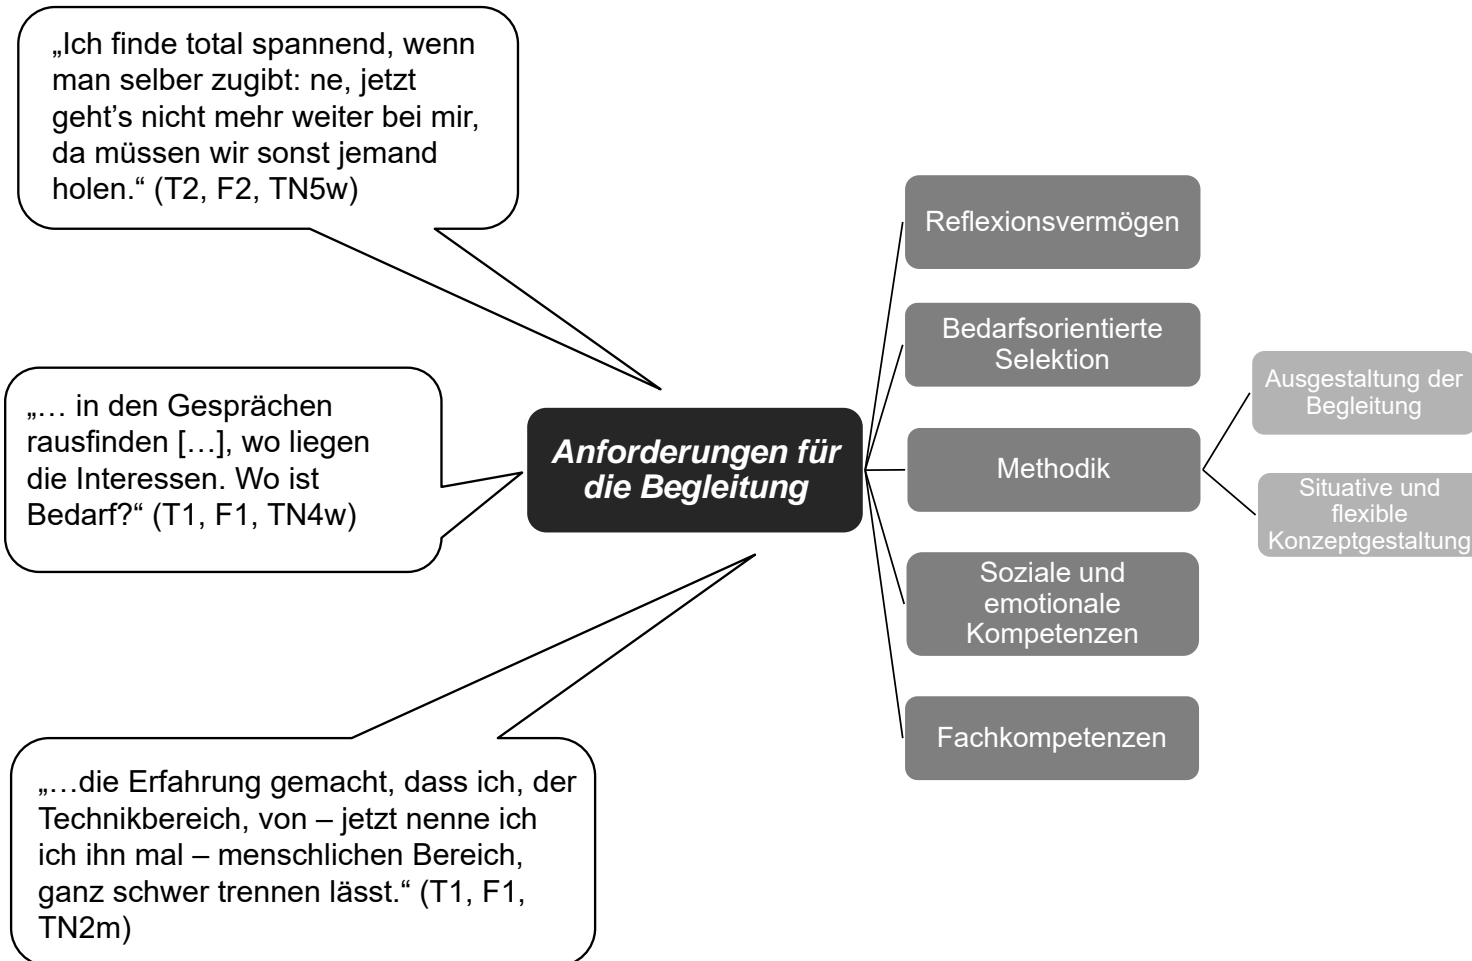 „Ich finde total spannend, wenn
man selber zugibt: ne, jetzt
geht’s nicht mehr weiter bei mir,
da müssen wir sonst jemand
holen.“ (T2, F2, TN5w)
„… in den Gesprächen
rausfinden […], wo liegen
die Interessen. Wo ist
Bedarf?“ (T1, F1, TN4w)
„…die Erfahrung gemacht, dass ich, der
Technikbereich, von – jetzt nenne ich
ich ihn mal – menschlichen Bereich,
ganz schwer trennen lässt.“ (T1, F1,
TN2m)
Anforderungen für
die Begleitung
Reflexionsvermögen
Bedarfsorientierte
Selektion
Methodik
Soziale und
emotionale
Kompetenzen
Fachkompetenzen
Ausgestaltung der
Begleitung
Situative und
flexible
Konzeptgestaltung